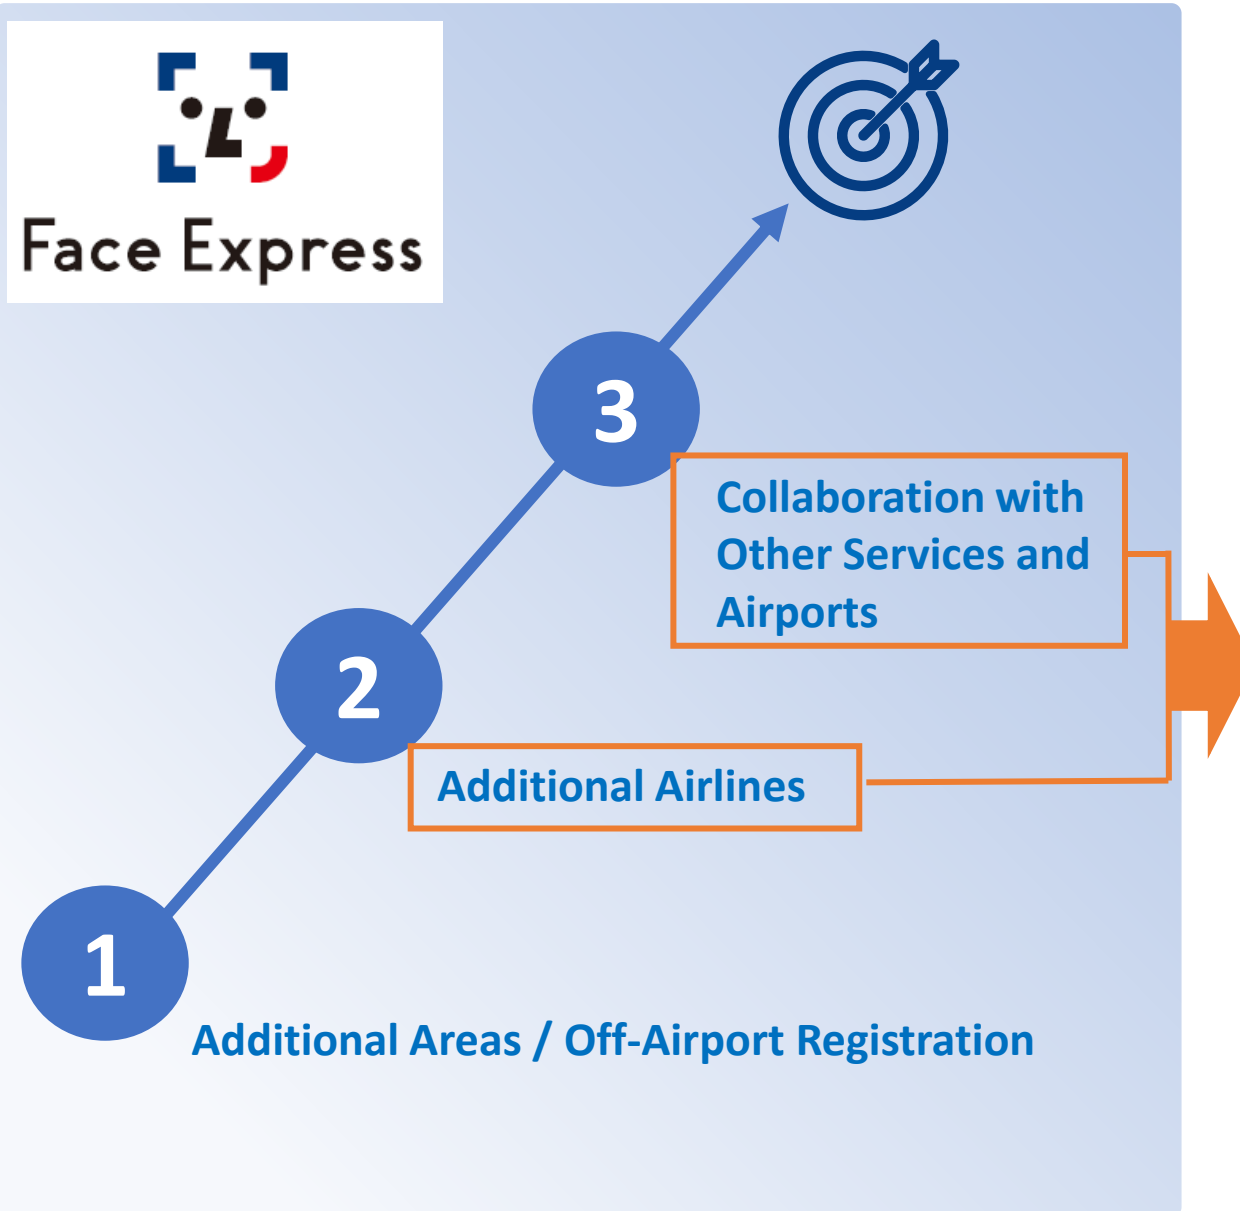 Face Express
3
Collaboration with
Other Services and
Airports
2
Additional Airlines
1
Additional Areas / Off-Airport Registration